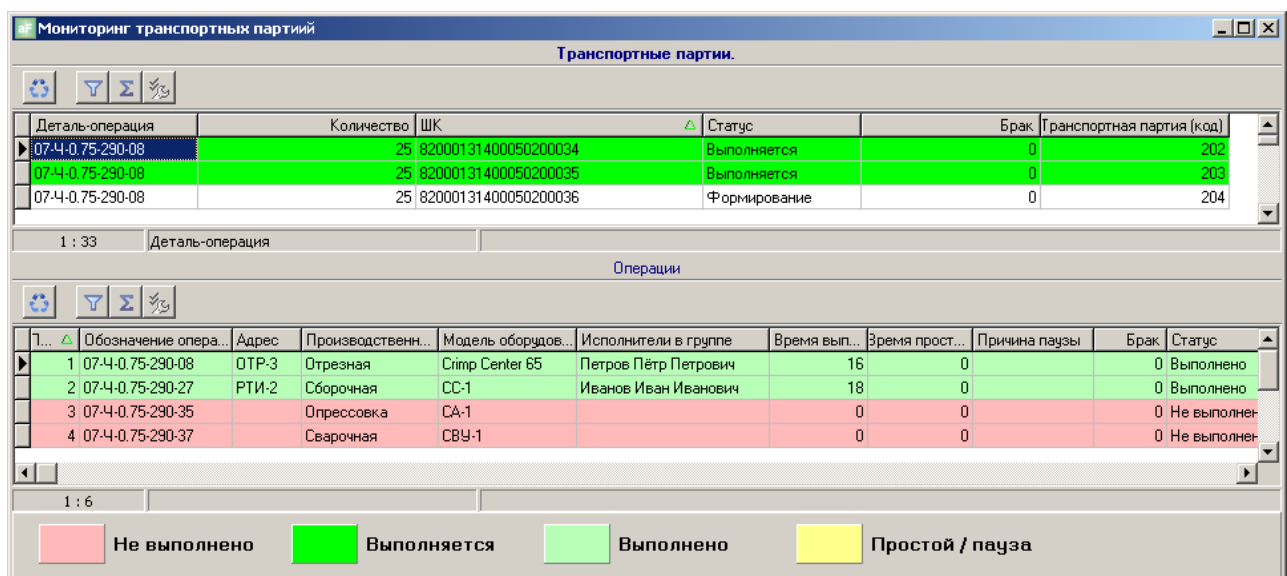 aF Мониторинг транспортных партиий
Транспортные партии.
Деталь-операция Количество ШК Статус Брак Транспортная партия (код)
07-Ч-0.75-290-08 25 82000131400050200034 Выполняется 0 202
07-Ч-0.75-290-08 25 82000131400050200035 Выполняется 0 203
07-Ч-0.75-290-08 25 82000131400050200036 Формирование 0 204
1 : 33 Деталь-операция
Операции
Обозначение опера... Адрес Производственн... Модель оборудов... Исполнители в группе Время вып... Время прост... Причина паузы Брак Статус
1 07-Ч-0.75-290-08 ОТР-3 Отрезная Crimp Center 65 Петров Пётр Петрович 16 0 0 Выполнено
2 07-Ч-0.75-290-27 РТИ-2 Сборочная СС-1 Иванов Иван Иванович 18 0 0 Выполнено
3 07-Ч-0.75-290-35 Опрессовка СА-1 0 0 0 Не выполнен
4 07-Ч-0.75-290-37 Сварочная СВУ-1 0 0 0 Не выполнен
1 : 6
Не выполнено Выполняется Выполнено Простой / пауза